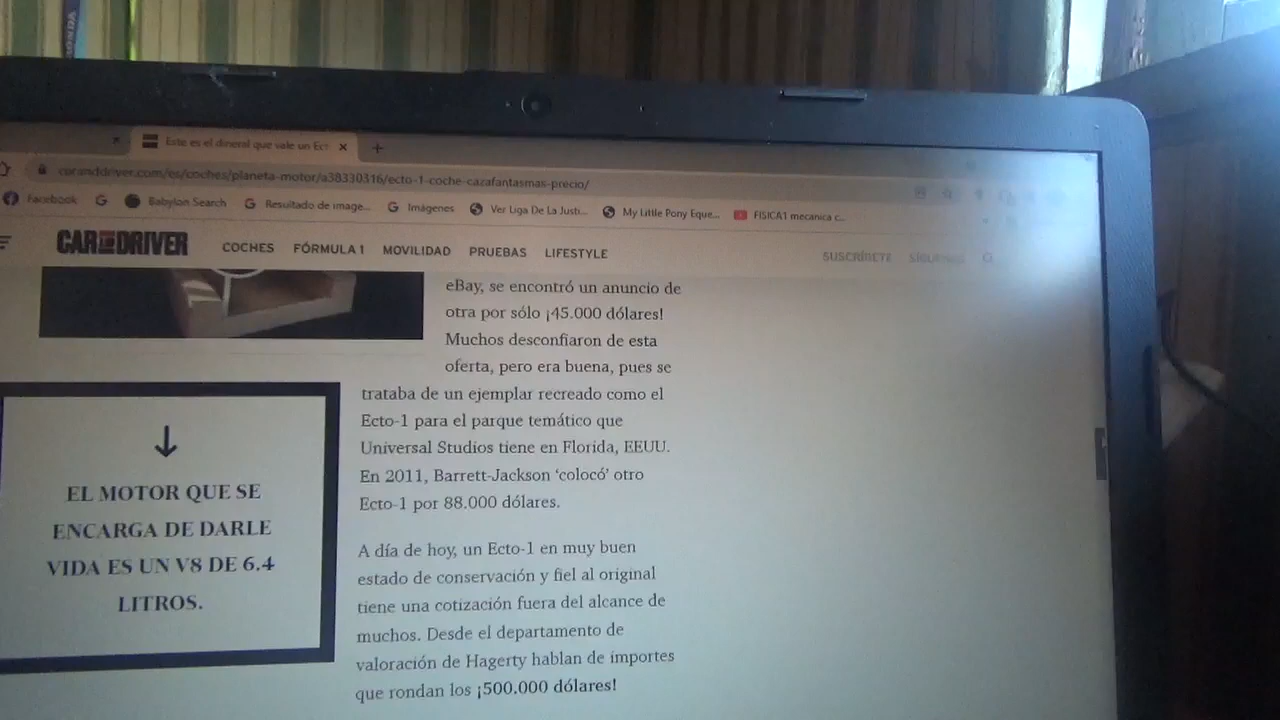 HONDA
Este es el dineral que vale un Ect
caranddriver.com/es/coches/planeta-motor/a38330316/ecto-1-coche-cazafantasmas-precio/
Facebook
Babylon Search
Resultado de image...
Imágenes
Ver Liga De La Justi...
My Little Pony Eque...
FISICA1 mecanica c...
CAR AND DRIVER
COCHES
FÓRMULA 1
MOVILIDAD
PRUEBAS
LIFESTYLE
SUSCRÍBETE
SÍGUENOS
eBay, se encontró un anuncio de
otra por sólo ¡45.000 dólares!
Muchos desconfiaron de esta
oferta, pero era buena, pues se
trataba de un ejemplar recreado como el
Ecto-1 para el parque temático que
Universal Studios tiene en Florida, EEUU.
En 2011, Barrett-Jackson ‘colocó’ otro
Ecto-1 por 88.000 dólares.
EL MOTOR QUE SE
ENCARGA DE DARLE
VIDA ES UN V8 DE 6.4
LITROS.
A día de hoy, un Ecto-1 en muy buen
estado de conservación y fiel al original
tiene una cotización fuera del alcance de
muchos. Desde el departamento de
valoración de Hagerty hablan de importes
que rondan los ¡500.000 dólares!